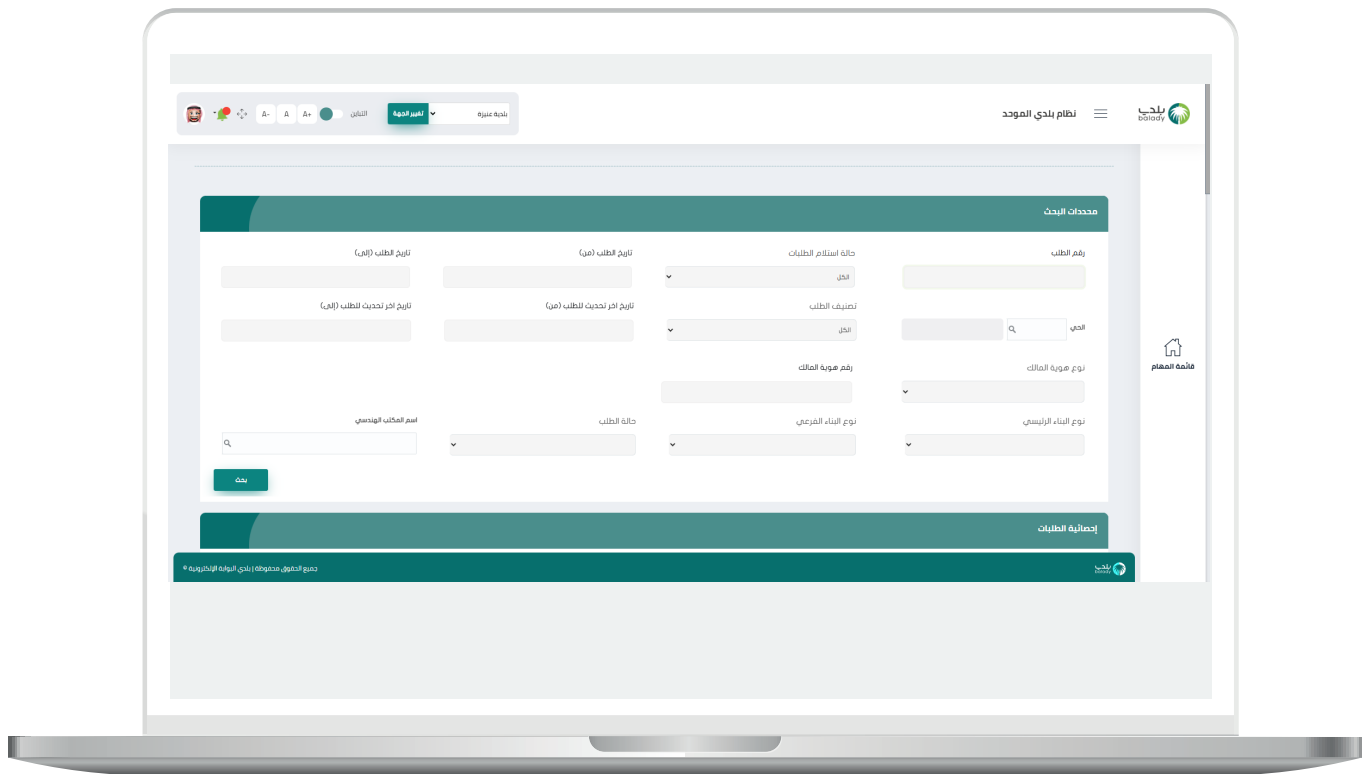 بلدي
balady
نظام بلدي الموحد
بلدية عنيزة
تغيير الجهة
التباين
A+
A
A-
محددات البحث
رقم الطلب
حالة استلام الطلبات
تاريخ الطلب (من)
تاريخ الطلب (إلى)
الكل
الحي
تصنيف الطلب
تاريخ اخر تحديث للطلب (من)
تاريخ اخر تحديث للطلب (إلى)
الكل
قائمة المهام
نوع هوية المالك
رقم هوية المالك
نوع البناء الرئيسي
نوع البناء الفرعي
حالة الطلب
اسم المكتب الهندسي
بحث
إحصائية الطلبات
بلدي
balady
جميع الحقوق محفوظة | بلدي البوابة الإلكترونية ©